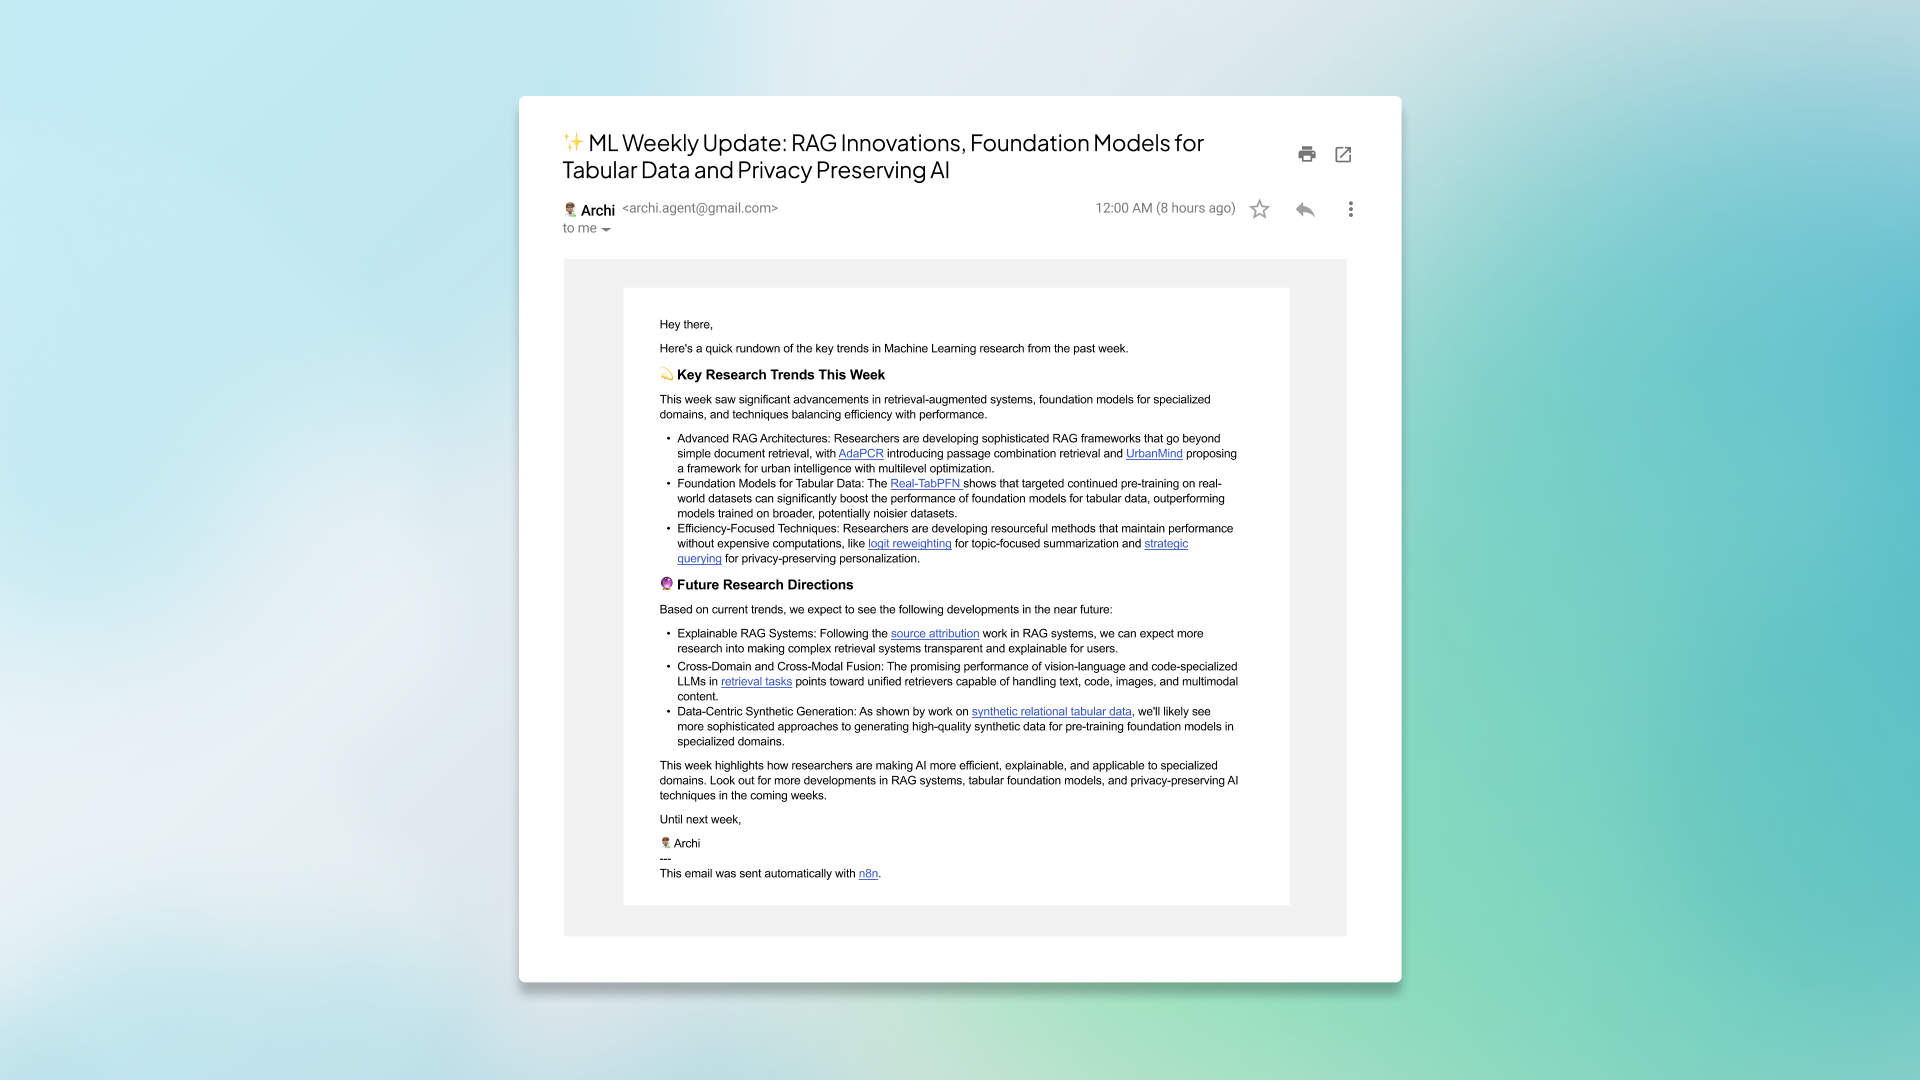 ✨ ML Weekly Update: RAG Innovations, Foundation Models for
Tabular Data and Privacy Preserving AI
Archi <archi.agent@gmail.com>
12:00 AM (8 hours ago)
to me
Hey there,
Here's a quick rundown of the key trends in Machine Learning research from the past week.
💫 Key Research Trends This Week
This week saw significant advancements in retrieval-augmented systems, foundation models for specialized
domains, and techniques balancing efficiency with performance.
• Advanced RAG Architectures: Researchers are developing sophisticated RAG frameworks that go beyond
simple document retrieval, with AdaPCR introducing passage combination retrieval and UrbanMind proposing
a framework for urban intelligence with multilevel optimization.
• Foundation Models for Tabular Data: The Real-TabPFN shows that targeted continued pre-training on real-
world datasets can significantly boost the performance of foundation models for tabular data, outperforming
models trained on broader, potentially noisier datasets.
• Efficiency-Focused Techniques: Researchers are developing resourceful methods that maintain performance
without expensive computations, like logit reweighting for topic-focused summarization and strategic
querying for privacy-preserving personalization.
🔮 Future Research Directions
Based on current trends, we expect to see the following developments in the near future:
• Explainable RAG Systems: Following the source attribution work in RAG systems, we can expect more
research into making complex retrieval systems transparent and explainable for users.
• Cross-Domain and Cross-Modal Fusion: The promising performance of vision-language and code-specialized
LLMs in retrieval tasks points toward unified retrievers capable of handling text, code, images, and multimodal
content.
• Data-Centric Synthetic Generation: As shown by work on synthetic relational tabular data, we'll likely see
more sophisticated approaches to generating high-quality synthetic data for pre-training foundation models in
specialized domains.
This week highlights how researchers are making AI more efficient, explainable, and applicable to specialized
domains. Look out for more developments in RAG systems, tabular foundation models, and privacy-preserving AI
techniques in the coming weeks.
Until next week,
Archi
---
This email was sent automatically with n8n.